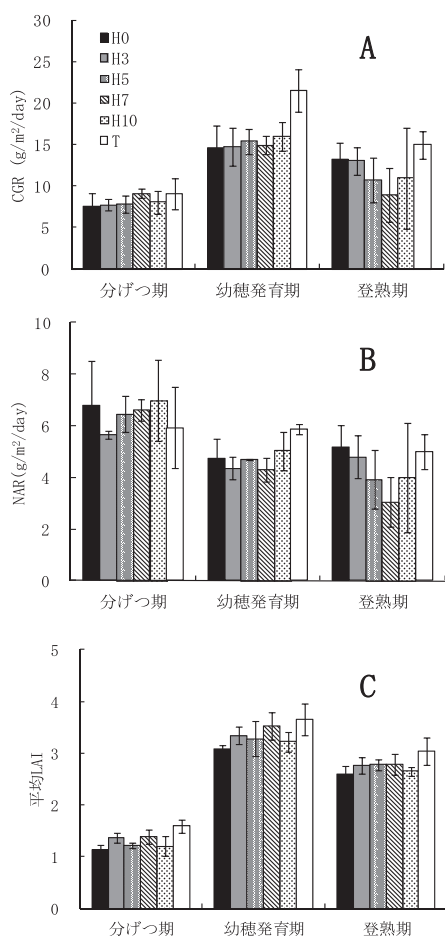 A
CGR (g/m²/day)
30
25
20
15
10
5
0
H0
H3
H5
H7
H10
T
分げつ期 幼穂発育期 登熟期
B
NAR(g/m²/day)
10
8
6
4
2
0
分げつ期 幼穂発育期 登熟期
C
平均LAI
5
4
3
2
1
0
分げつ期 幼穂発育期 登熟期